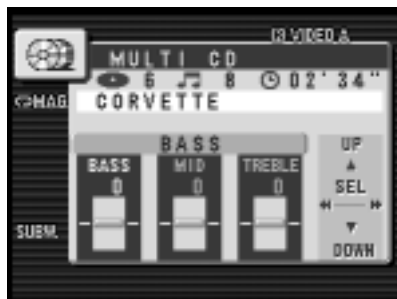 VIDEO A
MULTI CD
6 8 02'34"
MAG
CORVETTE
BASS
BASS MID TREBLE UP
0 0 0 SEL
SUBW.
DOWN